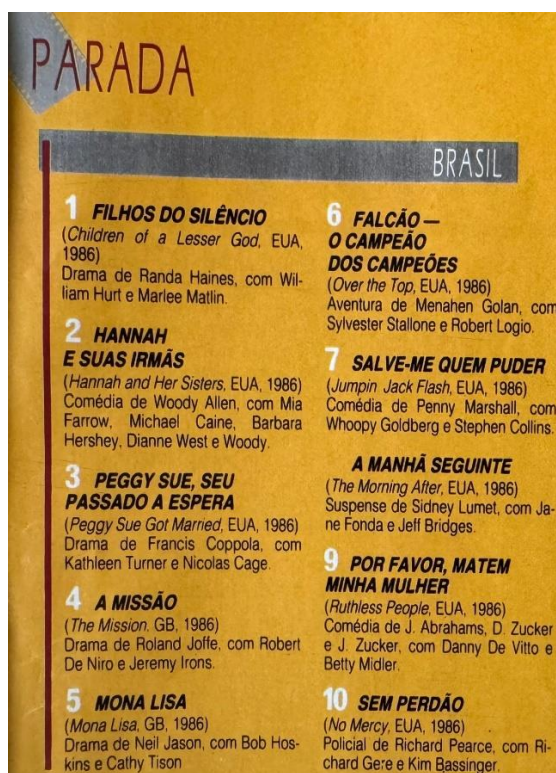 PARADA
BRASIL
1 FILHOS DO SILÊNCIO
(Children of a Lesser God, EUA,
1986)
Drama de Randa Haines, com Wil-
liam Hurt e Marlee Matlin.
2 HANNAH
E SUAS IRMÃS
(Hannah and Her Sisters, EUA, 1986)
Comédia de Woody Allen, com Mia
Farrow, Michael Caine, Barbara
Hershey, Dianne West e Woody.
3 PEGGY SUE, SEU
PASSADO A ESPERA
(Peggy Sue Got Married, EUA, 1986)
Drama de Francis Coppola, com
Kathleen Turner e Nicolas Cage.
4 A MISSÃO
(The Mission, GB, 1986)
Drama de Roland Joffe, com Robert
De Niro e Jeremy Irons.
5 MONA LISA
(Mona Lisa, GB, 1986)
Drama de Neil Jason, com Bob Hos-
kins e Cathy Tison
6 FALCÃO —
O CAMPEÃO
DOS CAMPEÕES
(Over the Top, EUA, 1986)
Aventura de Menahen Golan, com
Sylvester Stallone e Robert Logio.
7 SALVE-ME QUEM PUDER
(Jumpin Jack Flash, EUA, 1986)
Comédia de Penny Marshall, com
Whoopy Goldberg e Stephen Collins.
A MANHÃ SEGUINTE
(The Morning After, EUA, 1986)
Suspense de Sidney Lumet, com Ja-
ne Fonda e Jeff Bridges.
9 POR FAVOR, MATEM
MINHA MULHER
(Ruthless People, EUA, 1986)
Comédia de J. Abrahams, D. Zucker
e J. Zucker, com Danny De Vitto e
Betty Midler.
10 SEM PERDÃO
(No Mercy, EUA, 1986)
Policial de Richard Pearce, com Ri-
chard Gere e Kim Bassinger.